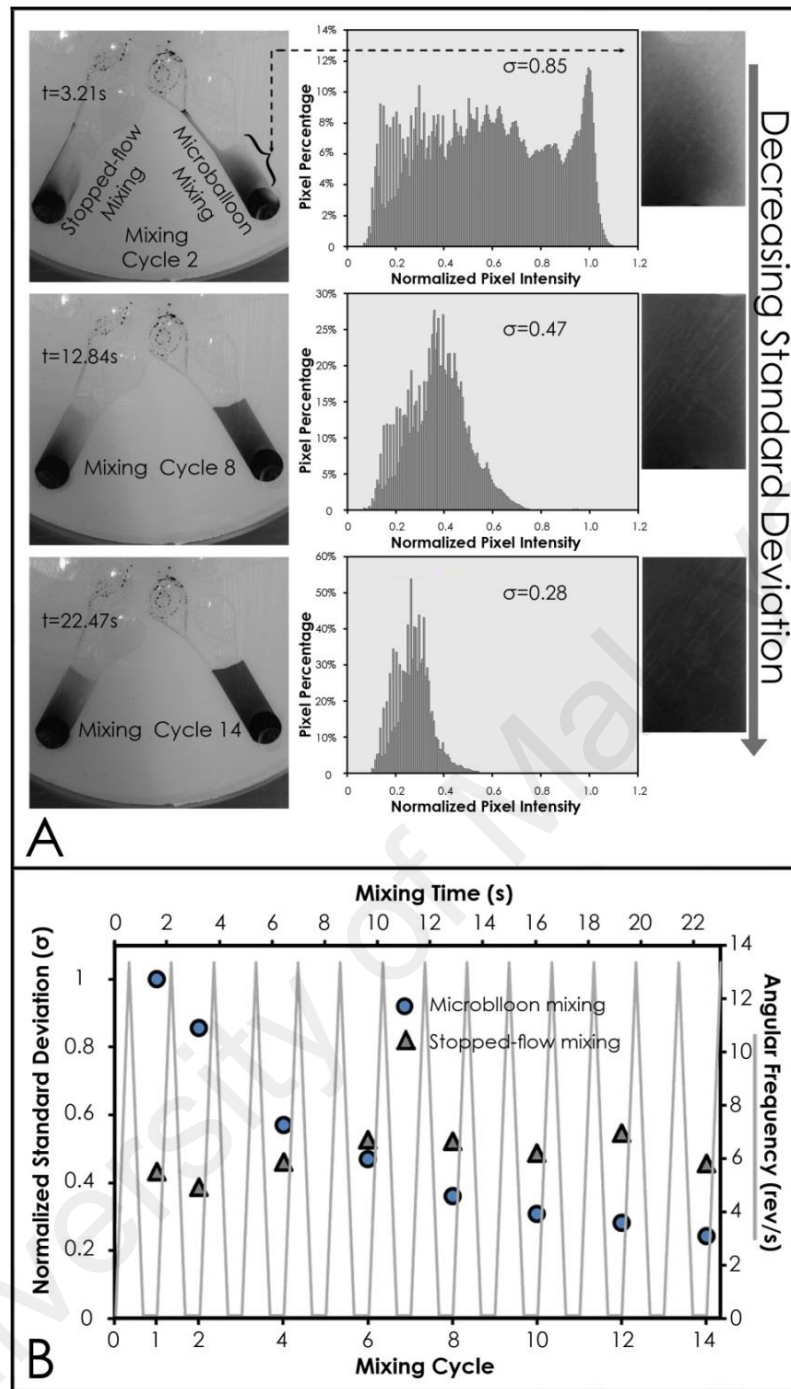 t=3.21s
Stopped-flow
Mixing
Microballoon
Mixing
Mixing
Cycle 2
Pixel Percentage
14%
12%
10%
8%
6%
4%
2%
0
σ=0.85
0 0.2 0.4 0.6 0.8 1.0 1.2
Normalized Pixel Intensity
t=12.84s
Mixing Cycle 8
Pixel Percentage
30%
25%
20%
15%
10%
5%
0
σ=0.47
0 0.2 0.4 0.6 0.8 1.0 1.2
Normalized Pixel Intensity
t=22.47s
Mixing Cycle 14
Pixel Percentage
60%
50%
40%
30%
20%
10%
0
σ=0.28
0 0.2 0.4 0.6 0.8 1.0 1.2
Normalized Pixel Intensity
Decreasing Standard Deviation
A
Mixing Time (s)
0 2 4 6 8 10 12 14 16 18 20 22
Normalized Standard Deviation (σ)
1
0.8
0.6
0.4
0.2
0
Microblloon mixing
Stopped-flow mixing
14
12
10
8
6
4
2
0
Angular Frequency (rev/s)
0 1 2 4 6 8 10 12 14
Mixing Cycle
B
University of Mal